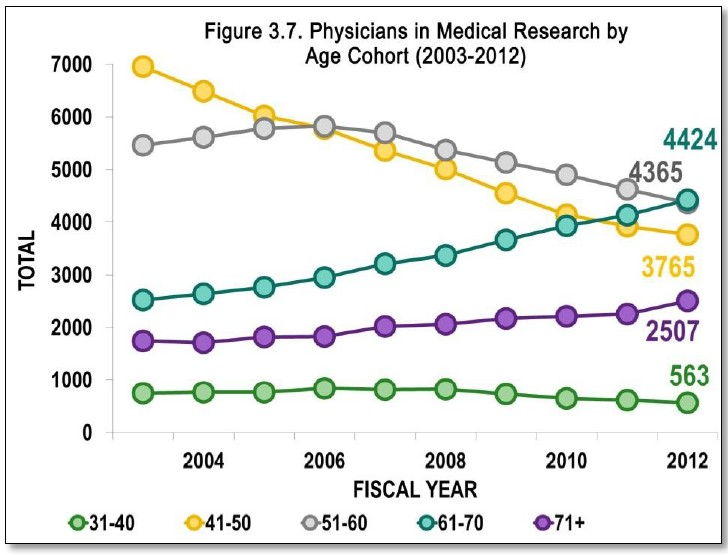 Figure 3.7. Physicians in Medical Research by
Age Cohort (2003-2012)
7000
6000
5000
4000
3000
2000
1000
0
TOTAL
4424
4365
3765
2507
563
2004 2006 2008 2010 2012
FISCAL YEAR
31-40 41-50 51-60 61-70 71+